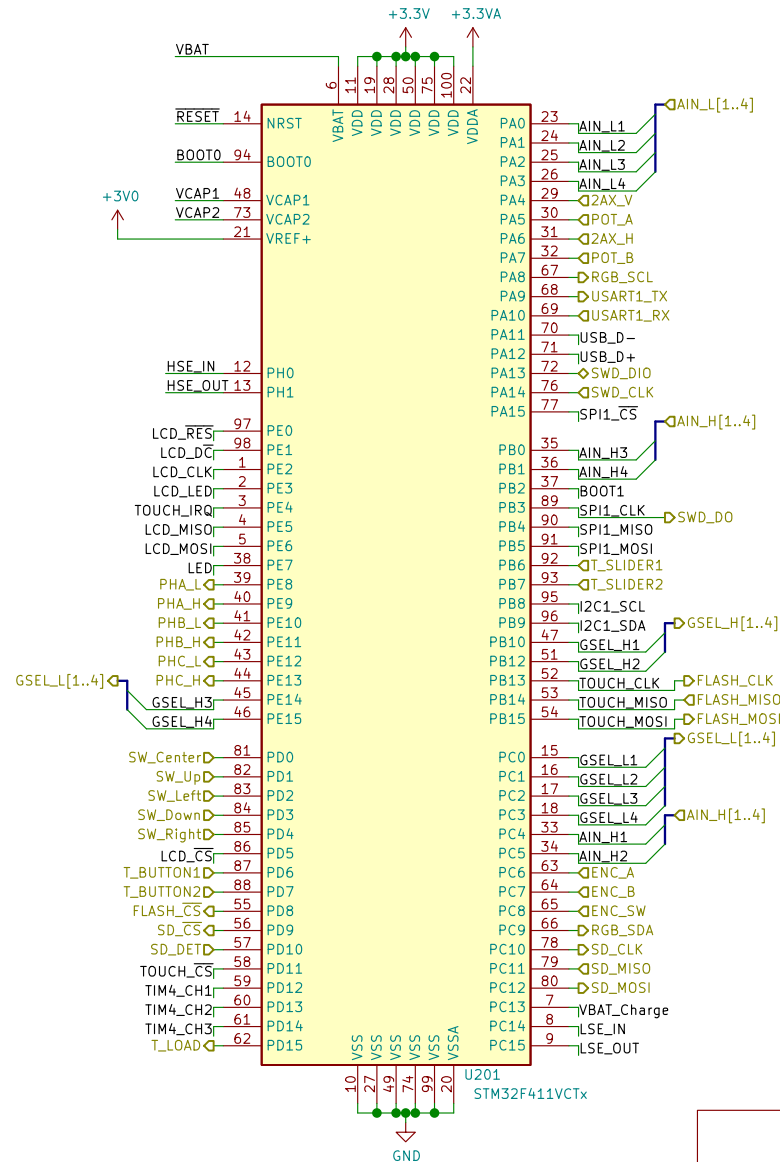 +3.3V +3.3VA
VBAT
6 11 19 28 50 75 100 22
VBAT VDD VDD VDD VDD VDD VDD VDDA
R̅E̅S̅E̅T̅ 14 NRST
BOOT0 94 BOOT0
VCAP1 48 VCAP1
VCAP2 73 VCAP2
+3V0
21 VREF+
HSE_IN 12 PH0
HSE_OUT 13 PH1
LCD_R̅E̅S̅ 97 PE0
LCD_DC̅ 98 PE1
LCD_CLK 1 PE2
LCD_LED 2 PE3
TOUCH_IRQ 3 PE4
LCD_MISO 4 PE5
LCD_MOSI 5 PE6
LED 38 PE7
PHA_L 39 PE8
PHA_H 40 PE9
PHB_L 41 PE10
PHB_H 42 PE11
PHC_L 43 PE12
PHC_H 44 PE13
GSEL_L[1..4]
GSEL_H3 45 PE14
GSEL_H4 46 PE15
SW_Center 81 PD0
SW_Up 82 PD1
SW_Left 83 PD2
SW_Down 84 PD3
SW_Right 85 PD4
LCD_C̅S̅ 86 PD5
T_BUTTON1 87 PD6
T_BUTTON2 88 PD7
FLASH_C̅S̅ 55 PD8
SD_C̅S̅ 56 PD9
SD_DET 57 PD10
TOUCH_C̅S̅ 58 PD11
TIM4_CH1 59 PD12
TIM4_CH2 60 PD13
TIM4_CH3 61 PD14
T_LOAD 62 PD15
PA0 23 AIN_L1
AIN_L[1..4]
PA1 24 AIN_L2
PA2 25 AIN_L3
PA3 26 AIN_L4
PA4 29 2AX_V
PA5 30 POT_A
PA6 31 2AX_H
PA7 32 POT_B
PA8 67 RGB_SCL
PA9 68 USART1_TX
PA10 69 USART1_RX
PA11 70 USB_D-
PA12 71 USB_D+
PA13 72 SWD_DIO
PA14 76 SWD_CLK
PA15 77 SPI1_C̅S̅
AIN_H[1..4]
PB0 35 AIN_H3
PB1 36 AIN_H4
PB2 37 BOOT1
PB3 89 SPI1_CLK SWD_DO
PB4 90 SPI1_MISO
PB5 91 SPI1_MOSI
PB6 92 T_SLIDER1
PB7 93 T_SLIDER2
PB8 95 I2C1_SCL
PB9 96 I2C1_SDA
GSEL_H[1..4]
PB10 47 GSEL_H1
PB12 51 GSEL_H2
PB13 52 TOUCH_CLK FLASH_CLK
PB14 53 TOUCH_MISO FLASH_MISO
PB15 54 TOUCH_MOSI FLASH_MOSI
GSEL_L[1..4]
PC0 15 GSEL_L1
PC1 16 GSEL_L2
PC2 17 GSEL_L3
PC3 18 GSEL_L4
AIN_H[1..4]
PC4 33 AIN_H1
PC5 34 AIN_H2
PC6 63 ENC_A
PC7 64 ENC_B
PC8 65 ENC_SW
PC9 66 RGB_SDA
PC10 78 SD_CLK
PC11 79 SD_MISO
PC12 80 SD_MOSI
PC13 7 VBAT_Charge
PC14 8 LSE_IN
PC15 9 LSE_OUT
VSS VSS VSS VSS VSS VSSA
10 27 49 74 99 20
U201
STM32F411VCTx
GND